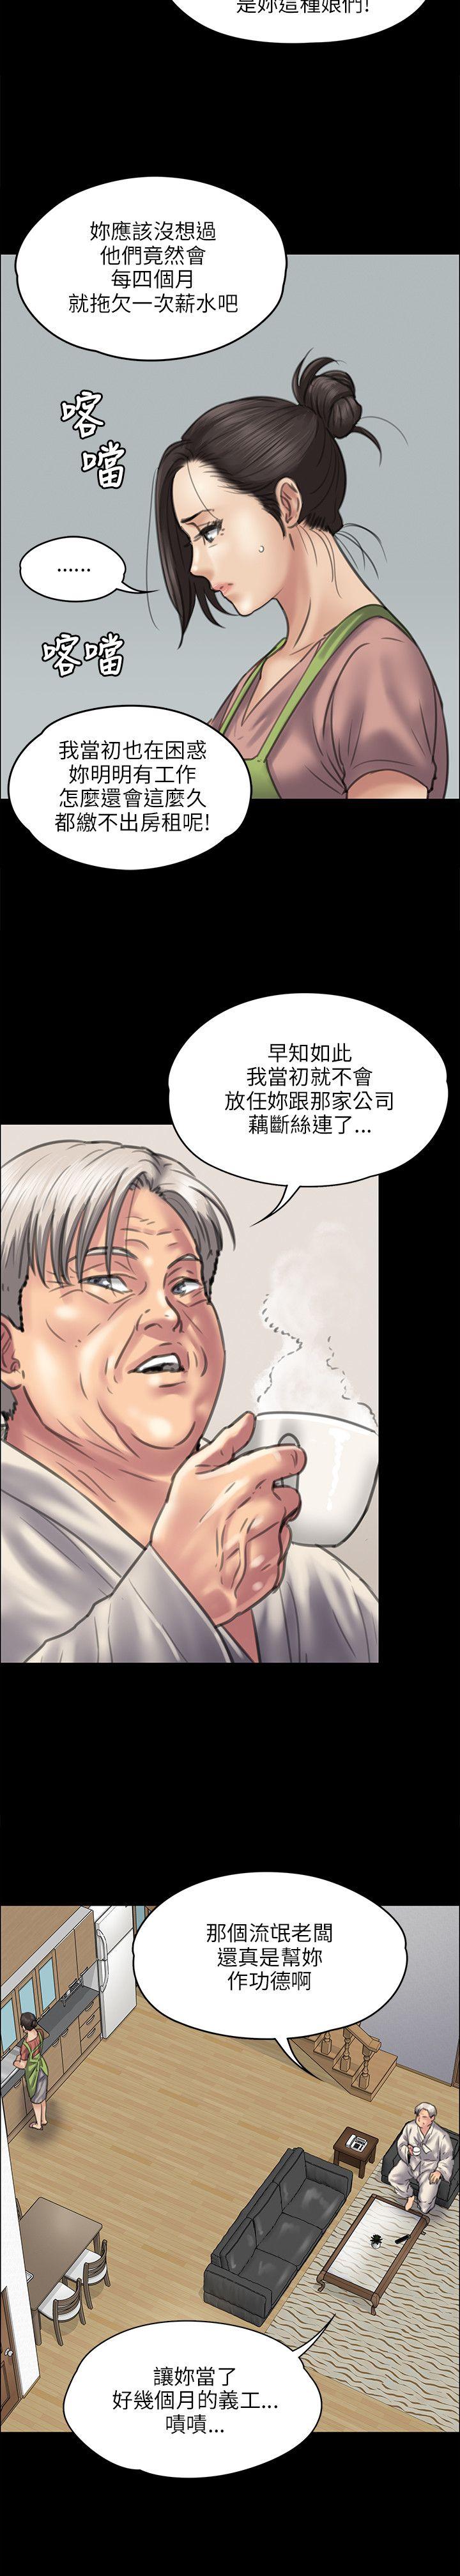 是妳這種娘們!
妳應該沒想過
他們竟然會
每四個月
就拖欠一次薪水吧
喀
噹
......
喀噹
我當初也在困惑
妳明明有工作
怎麼還會這麼久
都繳不出房租呢!
早知如此
我當初就不會
放任妳跟那家公司
藕斷絲連了...
那個流氓老闆
還真是幫妳
作功德啊
讓妳當了
好幾個月的義工...
嘖嘖...